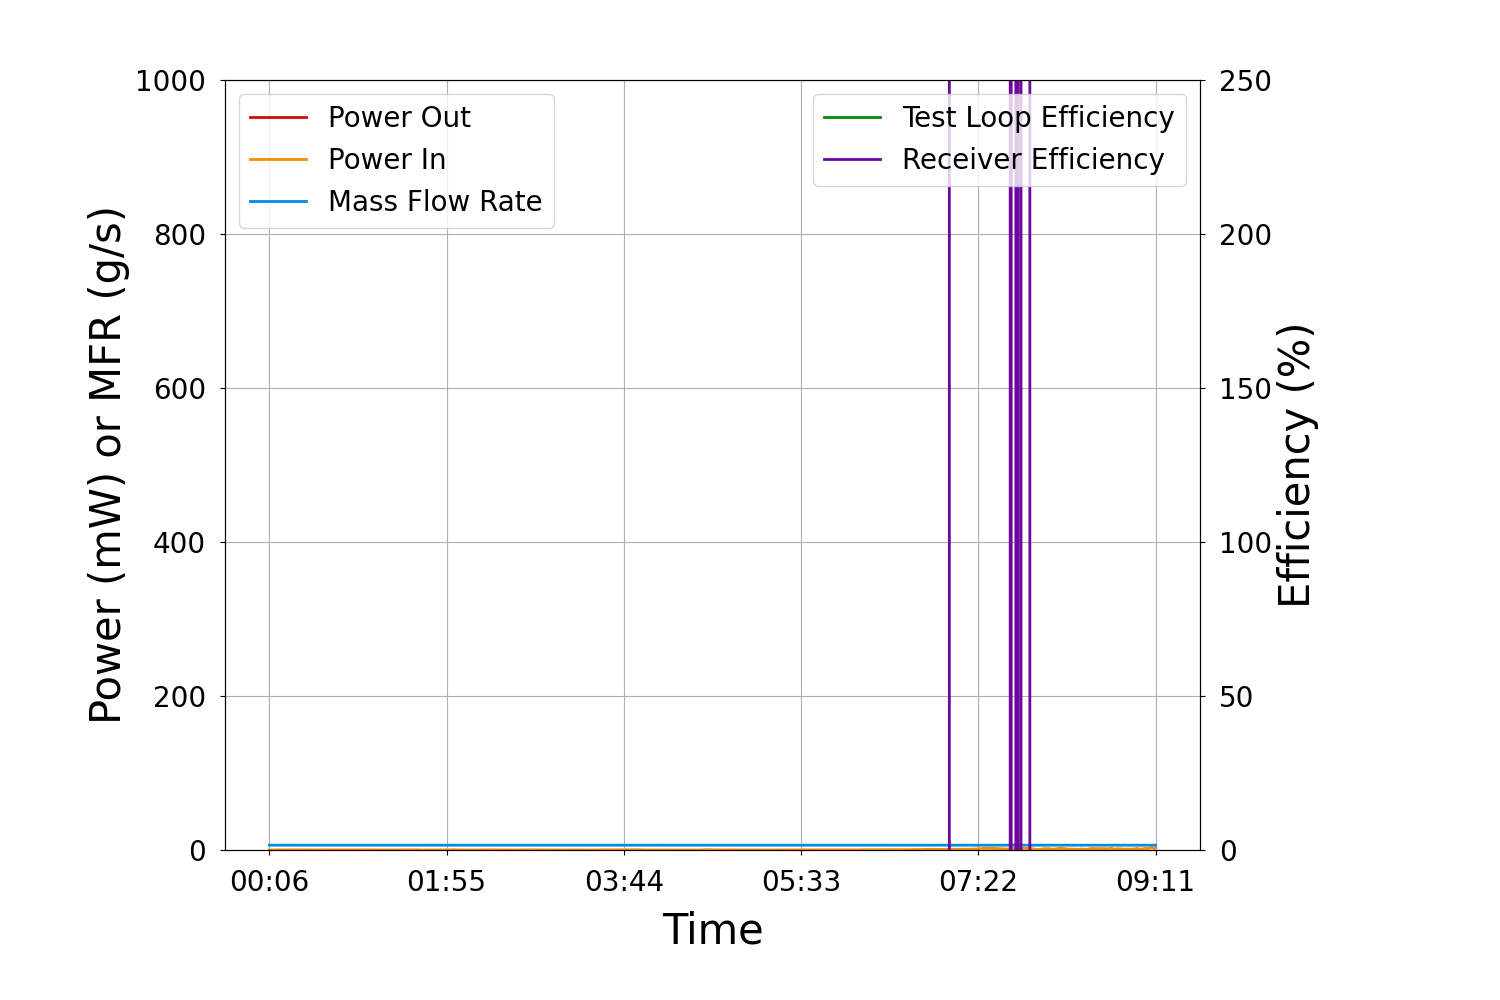 Power (mW) or MFR (g/s)
1000
800
600
400
200
0
Power Out
Power In
Mass Flow Rate
Test Loop Efficiency
Receiver Efficiency
250
200
150
100
50
0
Efficiency (%)
00:06 01:55 03:44 05:33 07:22 09:11
Time